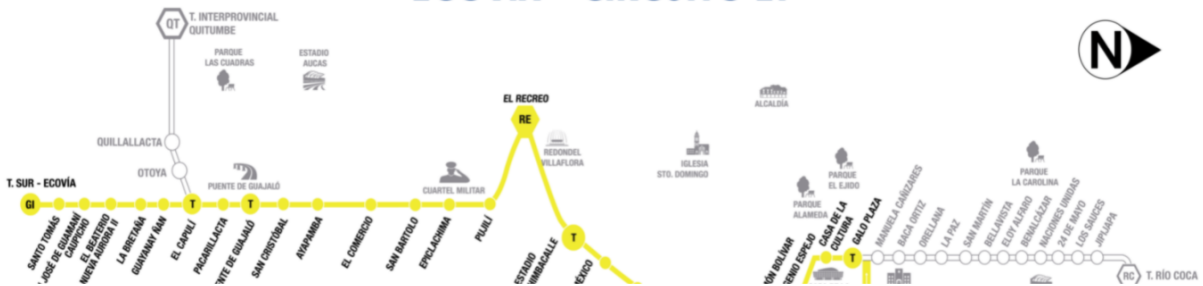 T. INTERPROVINCIAL
QUITUMBE
QT
PARQUE
LAS CUADRAS
ESTADIO
AUCAS
N
ALCALDÍA
EL RECREO
RE
REDONDEL
VILLAFLORA
IGLESIA
STO. DOMINGO
PARQUE
EL EJIDO
PARQUE
LA CAROLINA
PARQUE
ALAMEDA
QUILLALLACTA
OTOYA
PUENTE DE GUAJALÓ
CUARTEL MILITAR
T. SUR - ECOVÍA
GI
T
T
T
T
SANTO TOMÁS
JOSÉ DE GUAMANÍ
CAUPICHO
EL BEATERIO
NUEVA AURORA II
LA BRETAÑA
GUAYANAY ÑAN
EL CAPULÍ
PACARILLACTA
DE GUAJALÓ
SAN CRISTÓBAL
AYAPAMBA
EL COMERCIO
SAN BARTOLO
EPICLACHIMA
PUJILÍ
ESTADIO
BOLÍVAR
ESPEJO
CASA DE LA
CULTURA
GALO PLAZA
MANUELA CAÑIZARES
BACA ORTIZ
ORELLANA
LA PAZ
SAN MARTÍN
BELLAVISTA
ELOY ALFARO
BENALCÁZAR
NACIONES UNIDAS
24 DE MAYO
LOS SAUCES
JIPIJAPA
RC
T. RÍO COCA